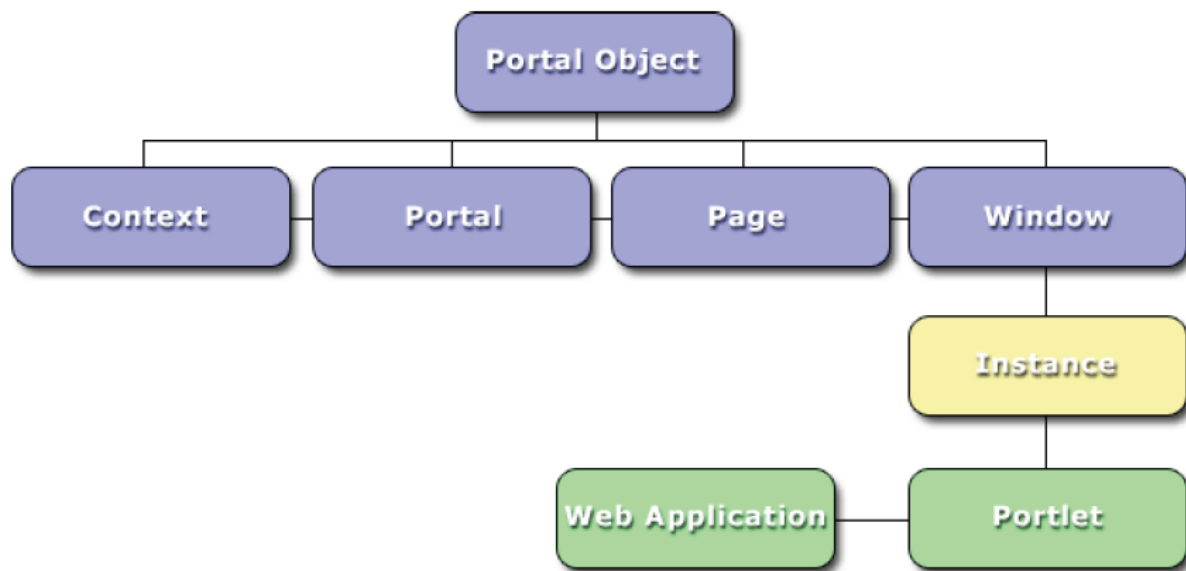 Portal Object
Context
Portal
Page
Window
Instance
Web Application
Portlet